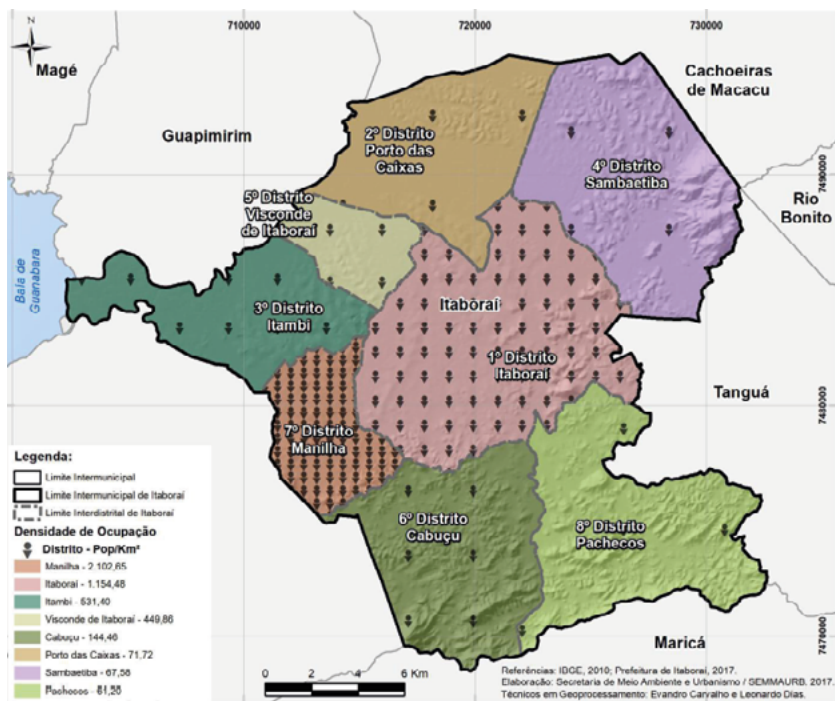 710000
720000
730000
N
Magé
Cachoeiras
de Macacu
Guapimirim
2º Distrito
Porto das
Caixas
4º Distrito
Sambaetiba
7490000
5º Distrito
Visconde
de Itaboraí
Rio
Bonito
Baía de
Guanabara
3º Distrito
Itambi
Itaboraí
1º Distrito
Itaboraí
Tanguá
7480000
7º Distrito
Manilha
6º Distrito
Cabuçu
8º Distrito
Pachecos
Maricá
7470000
Legenda:
Limite Intermunicipal
Limite Intermunicipal de Itaboraí
Limite Interdistrital de Itaboraí
Densidade de Ocupação
Distrito - Pop/Km²
Manilha - 2.102,65
Itaboraí - 1.154,48
Itambi - 531,40
Visconde de Itaboraí - 449,86
Cabuçu - 144,46
Porto das Caixas - 71,72
Sambaetiba - 67,58
Pachecos -
0 2 4 6 Km
Referências: IBGE, 2010; Prefeitura de Itaboraí, 2017.
Elaboração: Secretaria de Meio Ambiente e Urbanismo / SEMMAURB. 2017.
Técnicos em Geoprocessamento: Evandro Carvalho e Leonardo Dias.